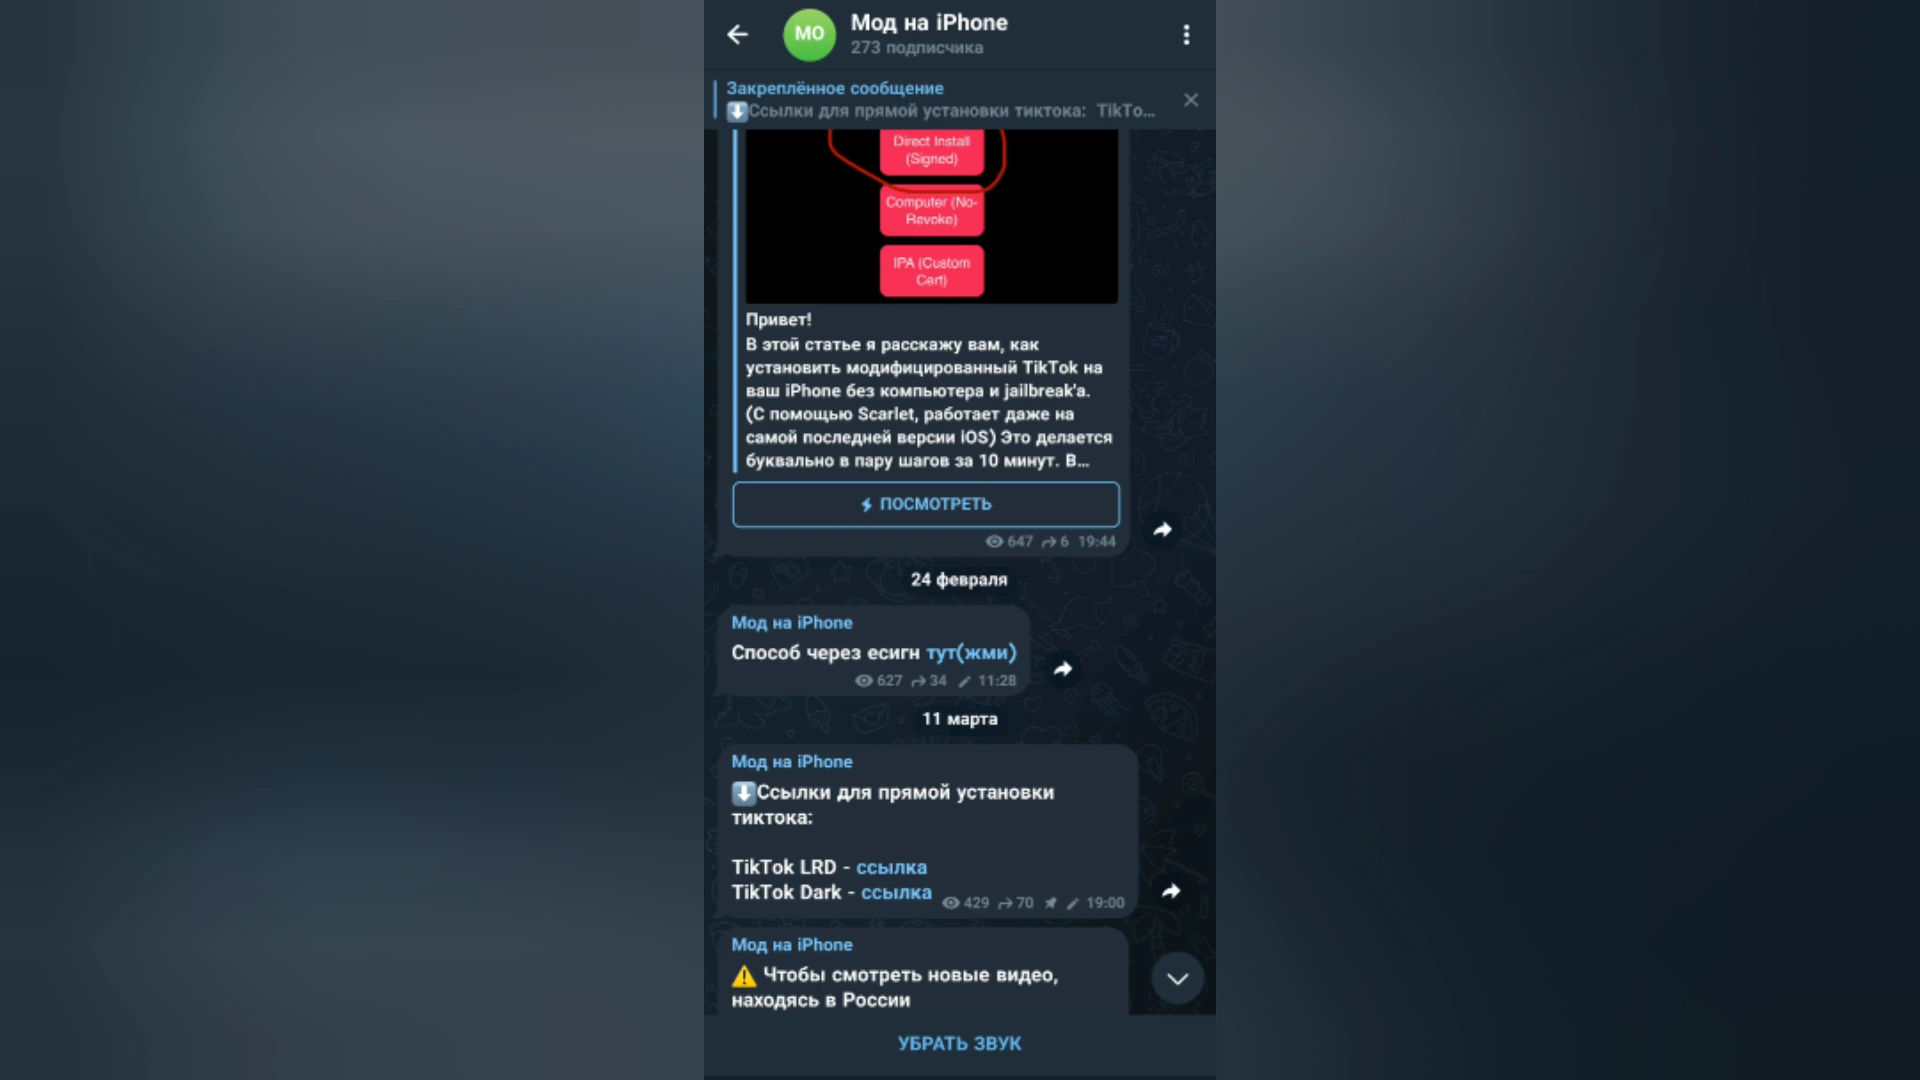 МО
Мод на iPhone
273 подписчика
Закреплённое сообщение
⬇️Ссылки для прямой установки тиктока: TikTo...
Direct Install
(Signed)
Computer (No-
Revoke)
IPA (Custom
Cert)
Привет!
В этой статье я расскажу вам, как
установить модифицированный TikTok на
ваш iPhone без компьютера и jailbreak'а.
(С помощью Scarlet, работает даже на
самой последней версии iOS) Это делается
буквально в пару шагов за 10 минут. В...
ПОСМОТРЕТЬ
647 6 19:44
24 февраля
Мод на iPhone
Способ через есигн тут(жми)
627 34 11:28
11 марта
Мод на iPhone
⬇️Ссылки для прямой установки
тиктока:
TikTok LRD - ссылка
TikTok Dark - ссылка
429 70 19:00
Мод на iPhone
⚠️ Чтобы смотреть новые видео,
находясь в России
УБРАТЬ ЗВУК